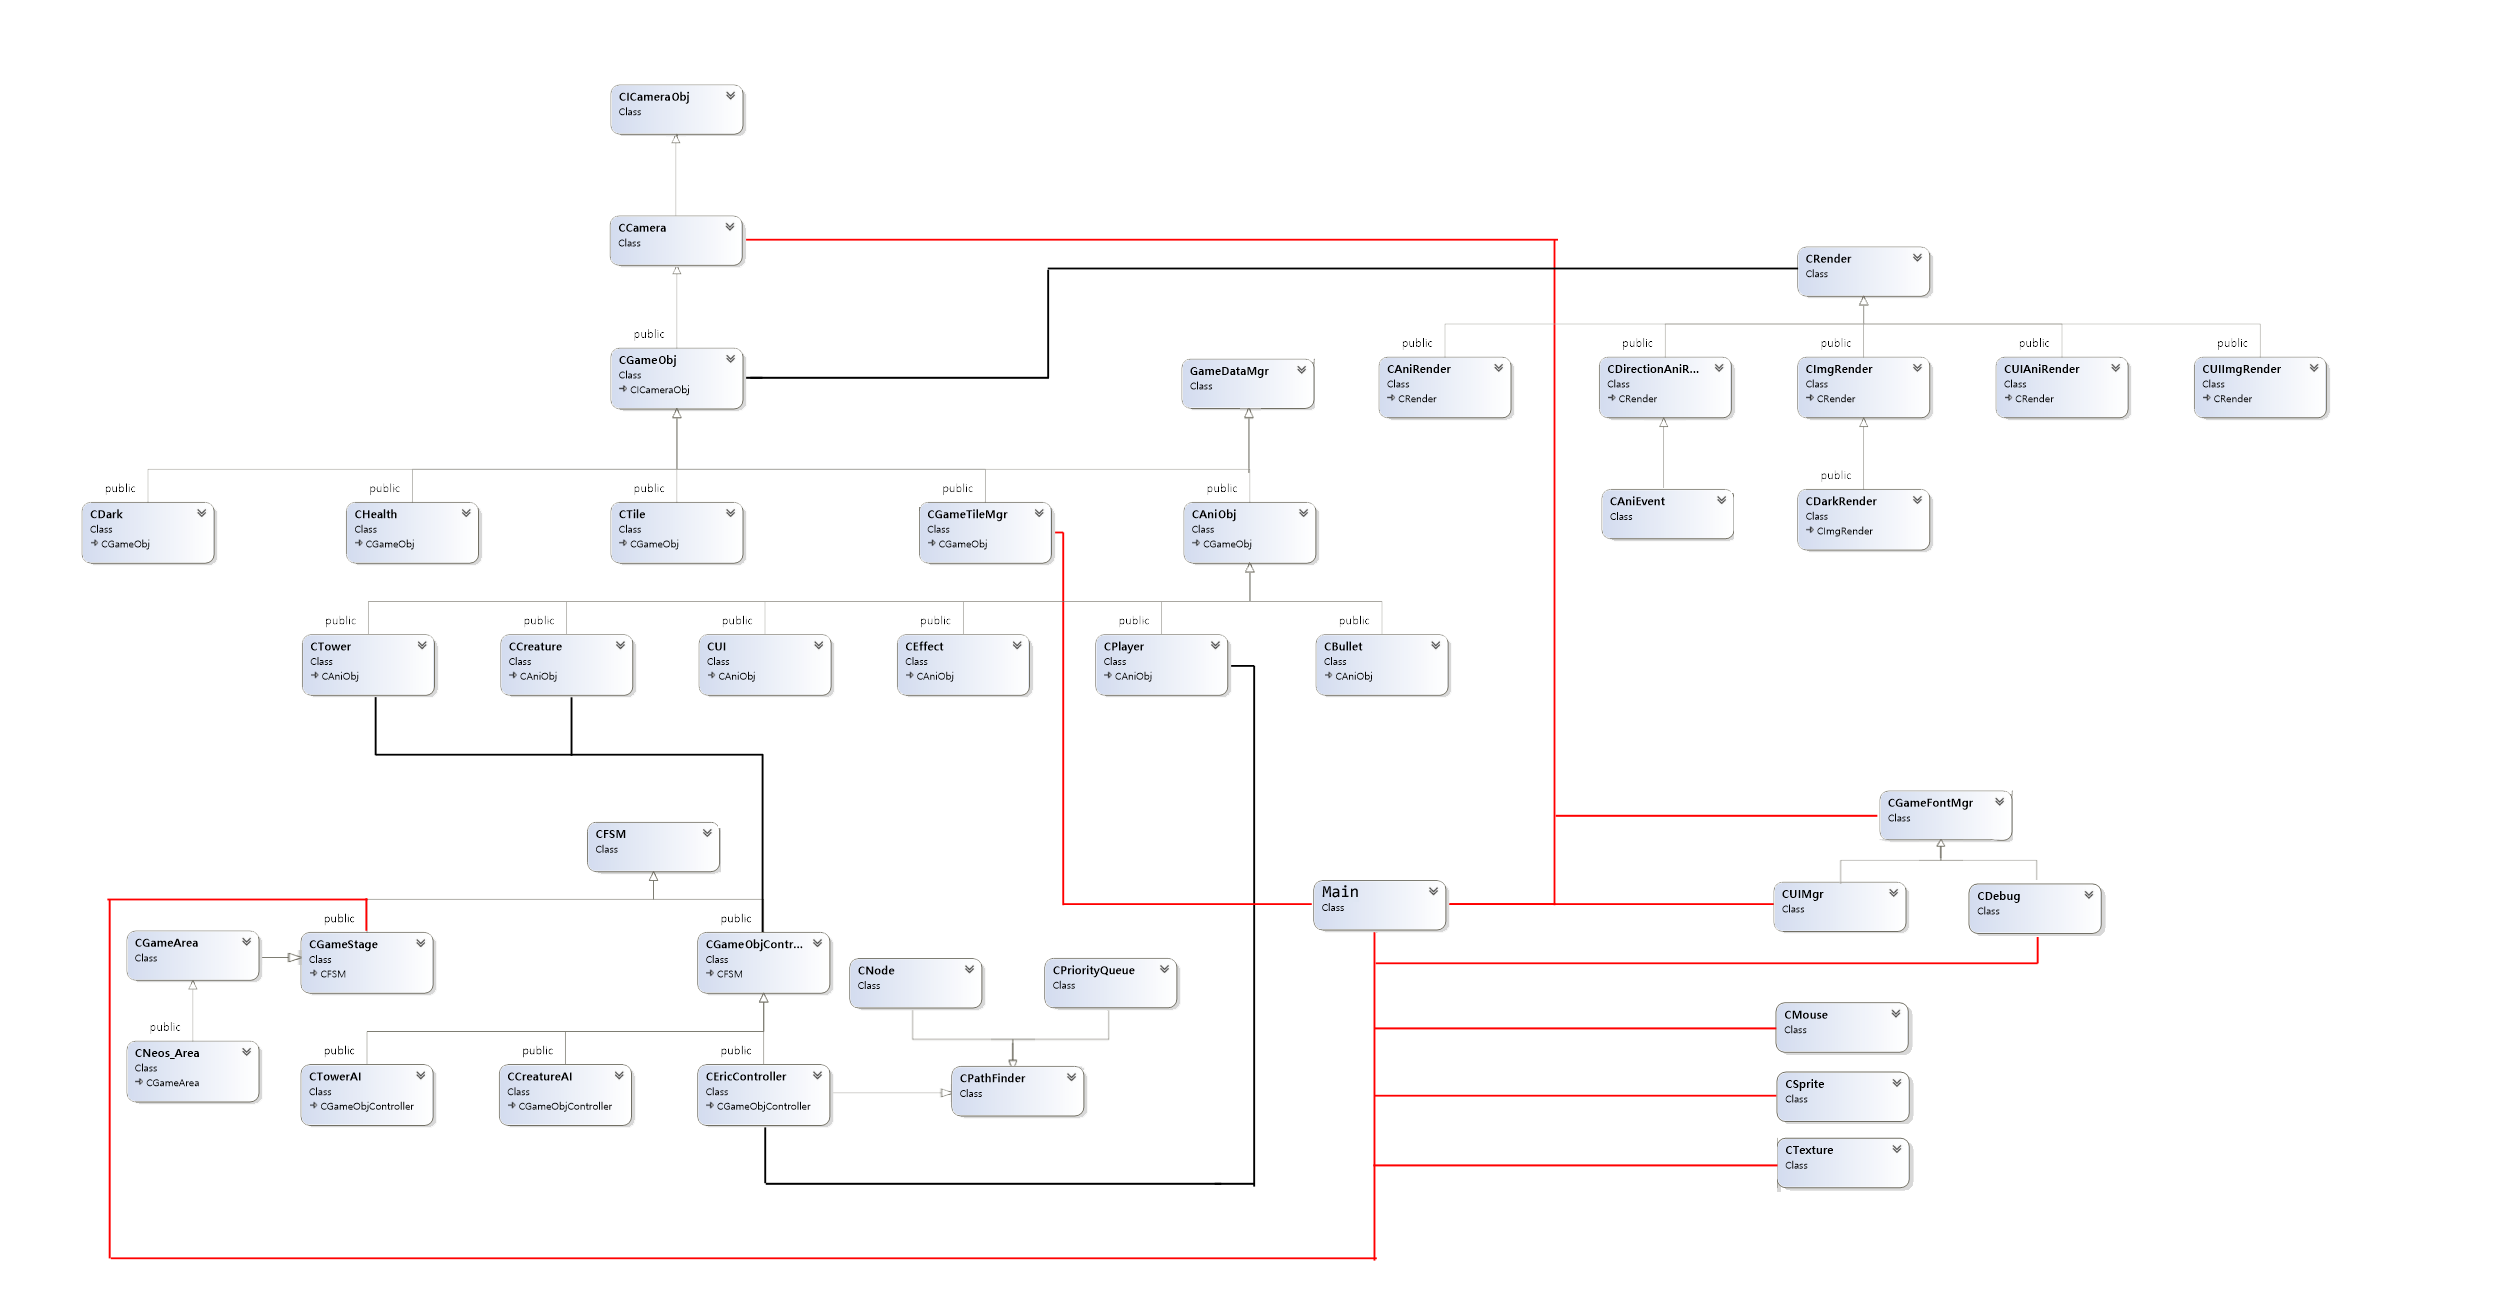 CICameraObj
Class
CCamera
Class
CRender
Class
public
CGameObj
Class
CICameraObj
GameDataMgr
Class
public
CAniRender
Class
CRender
public
CDirectionAniR...
Class
CRender
public
CImgRender
Class
CRender
public
CUIAniRender
Class
CRender
public
CUIImgRender
Class
CRender
public
CDark
Class
CGameObj
public
CHealth
Class
CGameObj
public
CTile
Class
CGameObj
public
CGameTileMgr
Class
CGameObj
public
CAniObj
Class
CGameObj
CAniEvent
Class
public
CDarkRender
Class
CImgRender
public
CTower
Class
CAniObj
public
CCreature
Class
CAniObj
public
CUI
Class
CAniObj
public
CEffect
Class
CAniObj
public
CPlayer
Class
CAniObj
public
CBullet
Class
CAniObj
CGameFontMgr
Class
CFSM
Class
Main
Class
CUIMgr
Class
CDebug
Class
CGameArea
Class
public
CGameStage
Class
CFSM
public
CGameObjContr...
Class
CFSM
CNode
Class
CPriorityQueue
Class
CMouse
Class
public
CNeos_Area
Class
CGameArea
public
CTowerAI
Class
CGameObjController
public
CCreatureAI
Class
CGameObjController
public
CEricController
Class
CGameObjController
CPathFinder
Class
CSprite
Class
CTexture
Class